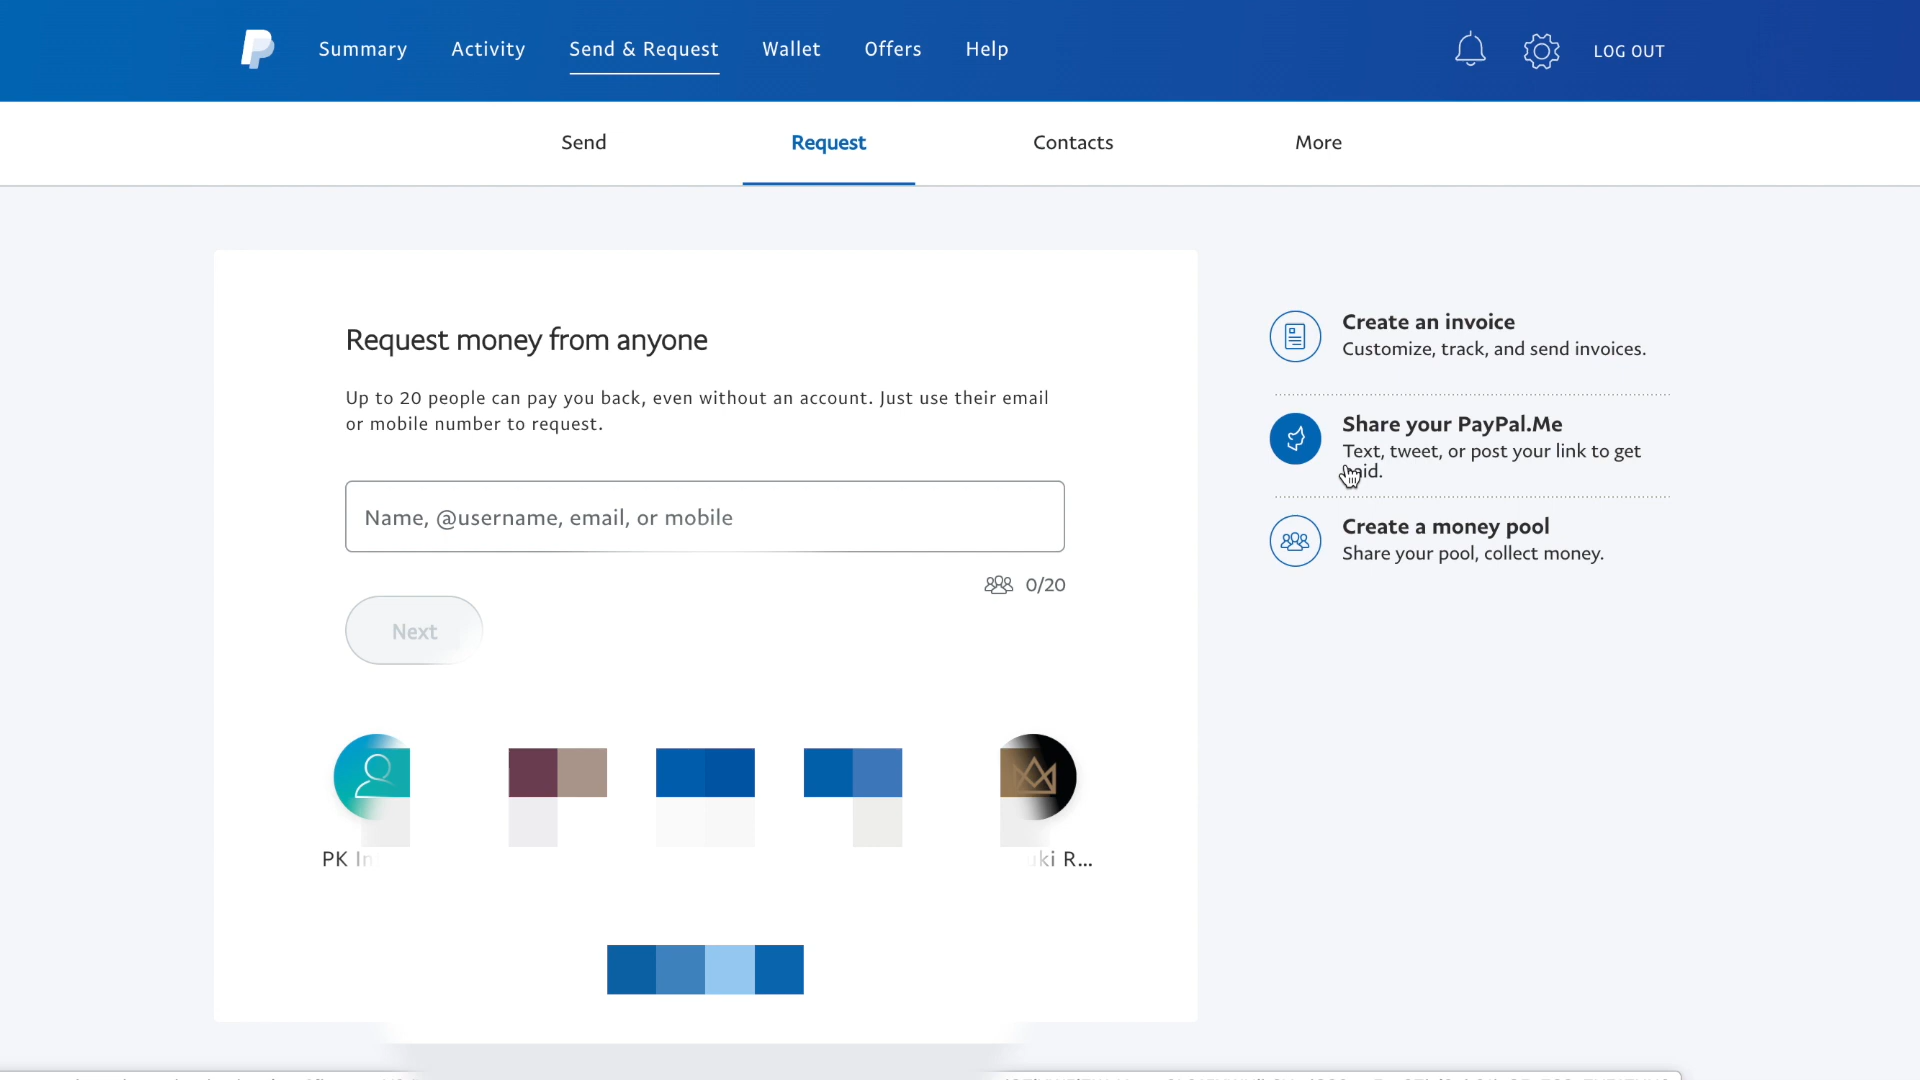 Summary Activity Send & Request Wallet Offers Help LOG OUT
Send Request Contacts More
Request money from anyone
Up to 20 people can pay you back, even without an account. Just use their email
or mobile number to request.
Name, @username, email, or mobile
0/20
Next
PK
R...
Create an invoice
Customize, track, and send invoices.
Share your PayPal.Me
Text, tweet, or post your link to get
Create a money pool
Share your pool, collect money.